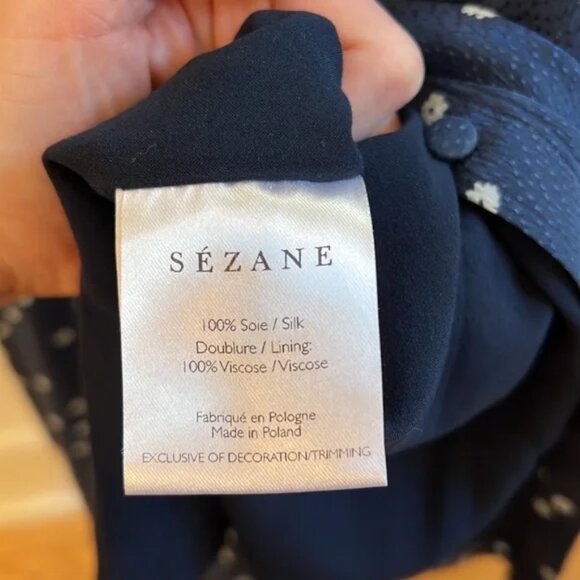 SÉZANE
100% Soie / Silk
Doublure / Lining:
100% Viscose / Viscose
Fabriqué en Pologne
Made in Poland
EXCLUSIVE OF DECORATION/TRIMMING